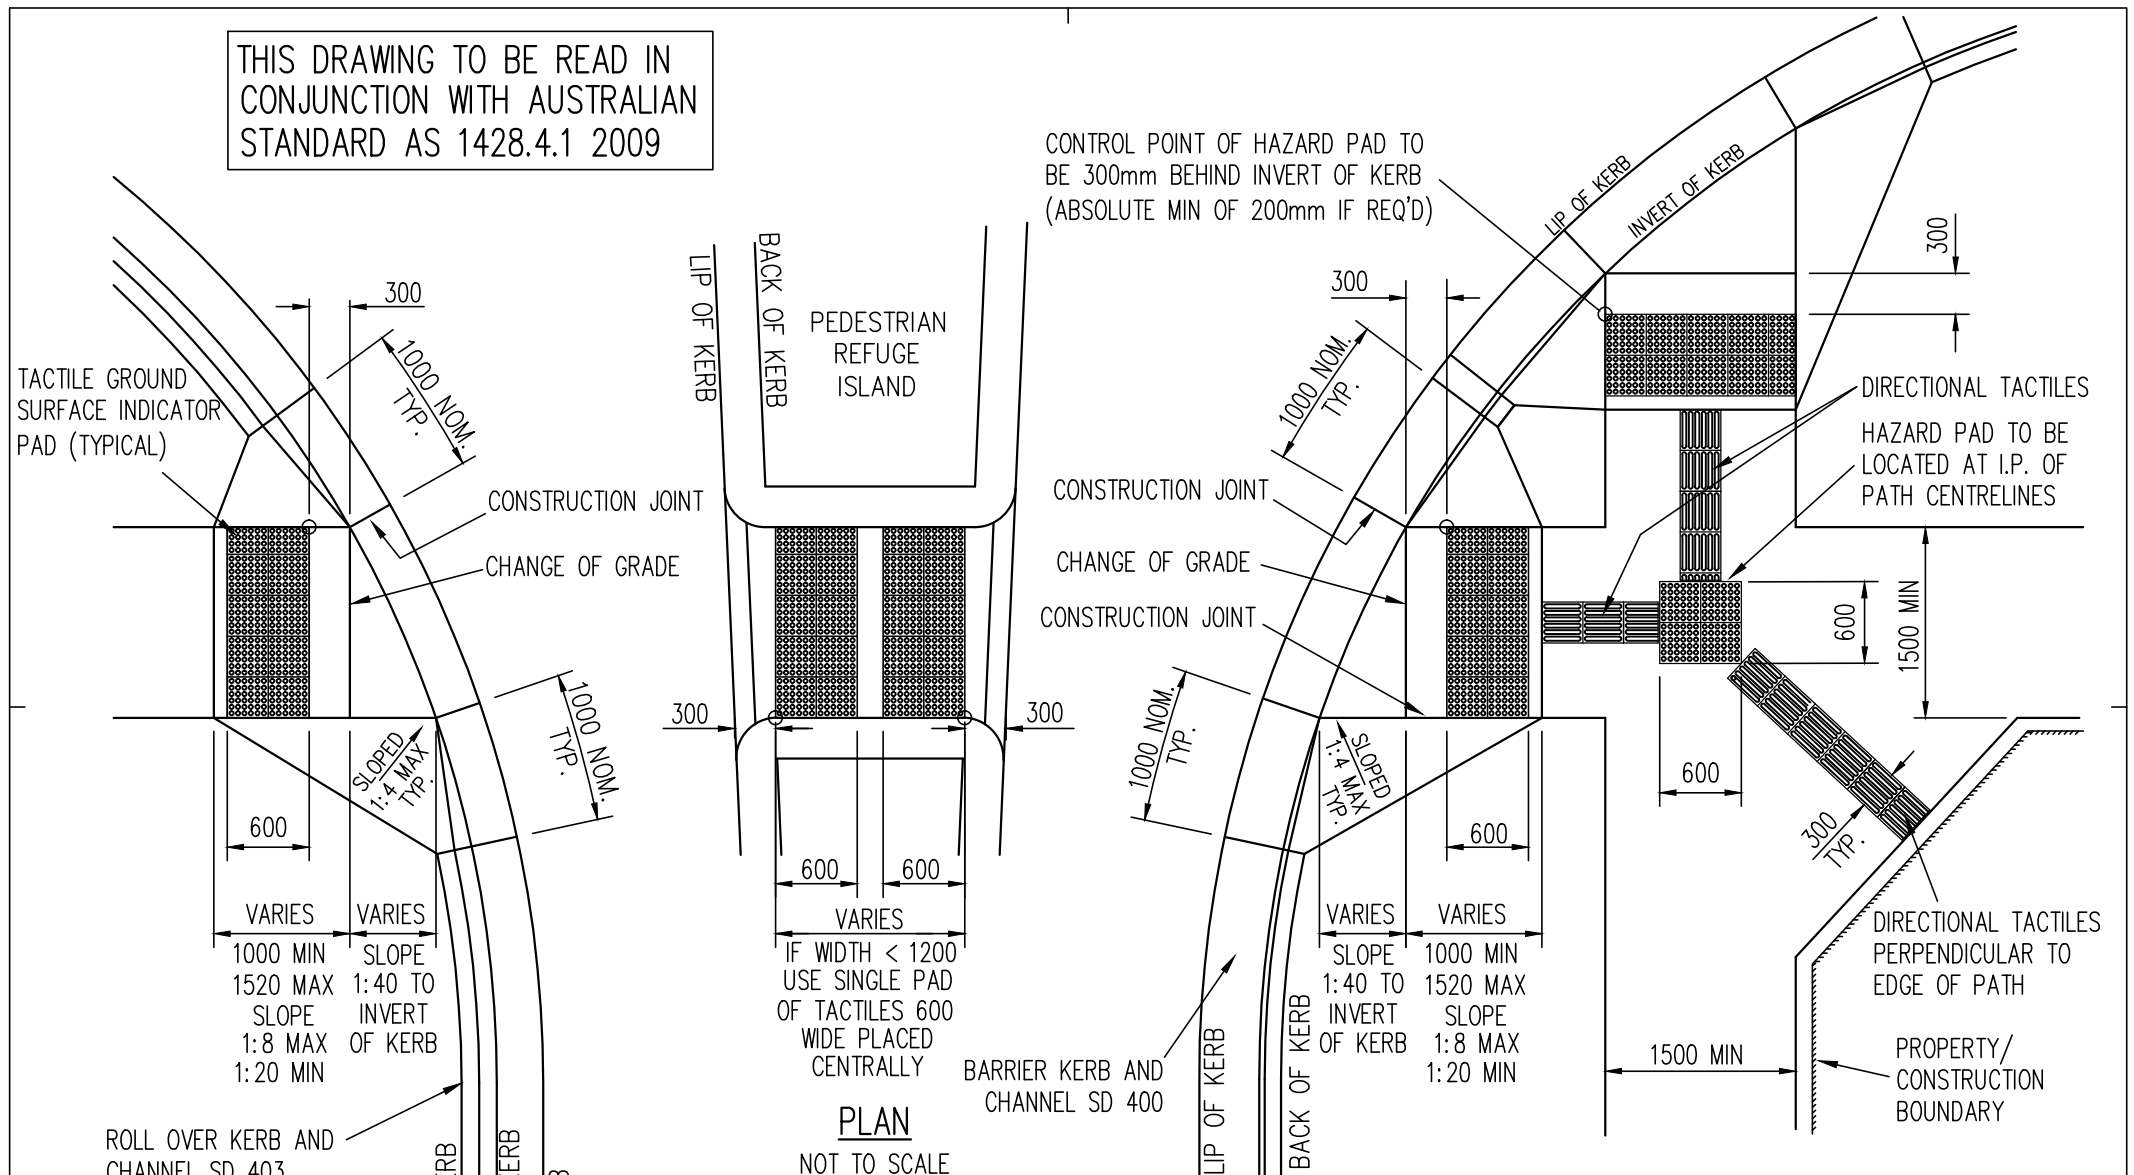 THIS DRAWING TO BE READ IN
CONJUNCTION WITH AUSTRALIAN
STANDARD AS 1428.4.1 2009
300
1000 NOM.
TYP.
TACTILE GROUND
SURFACE INDICATOR
PAD (TYPICAL)
CONSTRUCTION JOINT
CHANGE OF GRADE
1000 NOM.
TYP.
SLOPED
1:4 MAX
TYP.
600
VARIES
1000 MIN
1520 MAX
SLOPE
1:8 MAX
1:20 MIN
VARIES
SLOPE
1:40 TO
INVERT
OF KERB
ROLL OVER KERB AND
CHANNEL SD 403
LIP OF KERB
BACK OF KERB
PEDESTRIAN
REFUGE
ISLAND
300
300
600
600
VARIES
IF WIDTH < 1200
USE SINGLE PAD
OF TACTILES 600
WIDE PLACED
CENTRALLY
PLAN
NOT TO SCALE
CONTROL POINT OF HAZARD PAD TO
BE 300mm BEHIND INVERT OF KERB
(ABSOLUTE MIN OF 200mm IF REQ'D)
LIP OF KERB
INVERT OF KERB
300
300
1000 NOM.
TYP.
CONSTRUCTION JOINT
CHANGE OF GRADE
CONSTRUCTION JOINT
1000 NOM.
TYP.
SLOPED
1:4 MAX
TYP.
600
VARIES
SLOPE
1:40 TO
INVERT
OF KERB
VARIES
1000 MIN
1520 MAX
SLOPE
1:8 MAX
1:20 MIN
BARRIER KERB AND
CHANNEL SD 400
LIP OF KERB
BACK OF KERB
DIRECTIONAL TACTILES
HAZARD PAD TO BE
LOCATED AT I.P. OF
PATH CENTRELINES
600
1500 MIN
600
300
TYP.
DIRECTIONAL TACTILES
PERPENDICULAR TO
EDGE OF PATH
1500 MIN
PROPERTY/
CONSTRUCTION
BOUNDARY